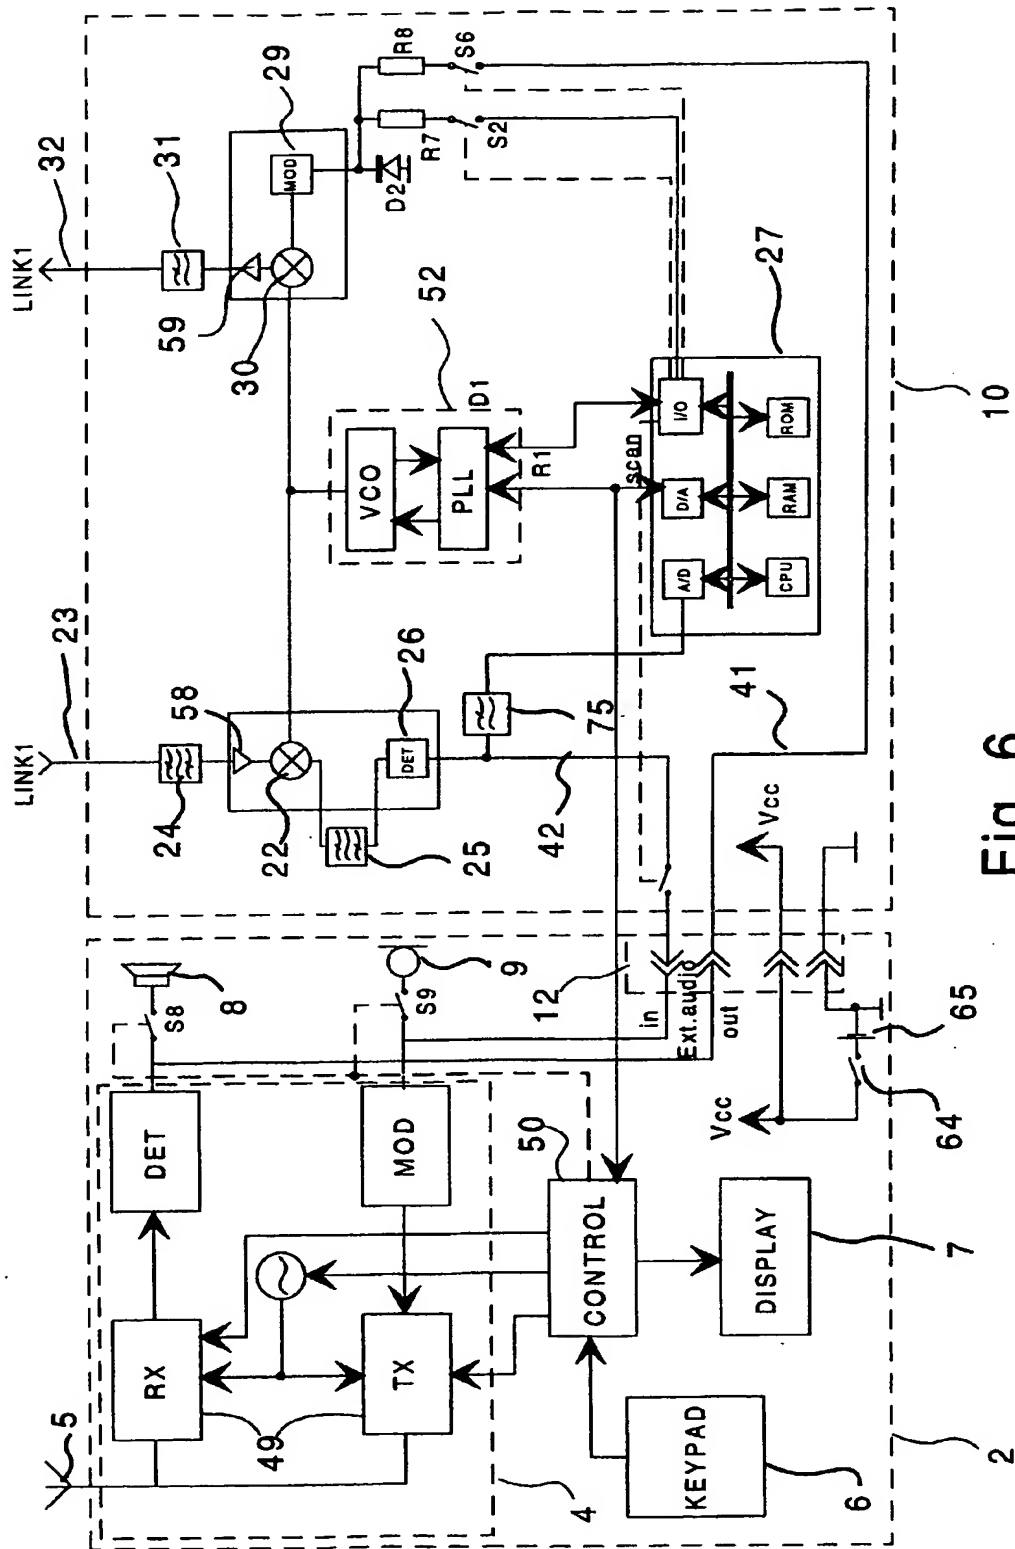 LINK1
23
24
58
22
25
26
DET
42
75
LINK1
32
31
59
30
29
MOD
D2
R7
R8
S2
S6
52
VCO
PLL
D1
R1
scan
27
A/D
D/A
I/O
CPU
RAM
ROM
41
Vcc
10
5
RX
DET
S8
8
49
TX
MOD
S9
9
4
12
in
Ext.audio
out
50
CONTROL
KEYPAD
6
DISPLAY
7
Vcc
64
65
2
Fig. 6